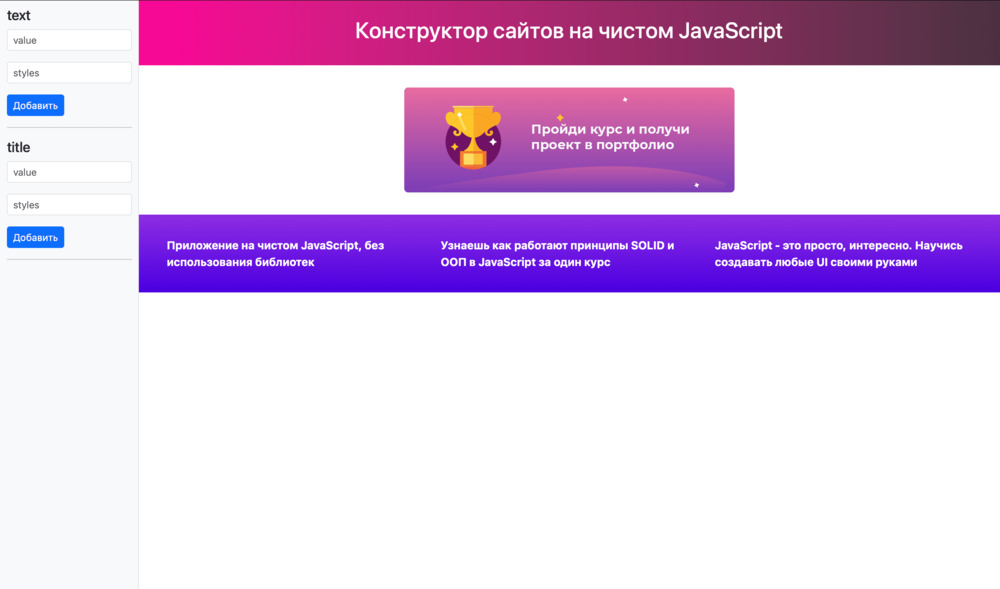 text
value
styles
Добавить
title
value
styles
Добавить
Конструктор сайтов на чистом JavaScript
Пройди курс и получи
проект в портфолио
Приложение на чистом JavaScript, без
использования библиотек
Узнаешь как работают принципы SOLID и
ООП в JavaScript за один курс
JavaScript - это просто, интересно. Научись
создавать любые UI своими руками